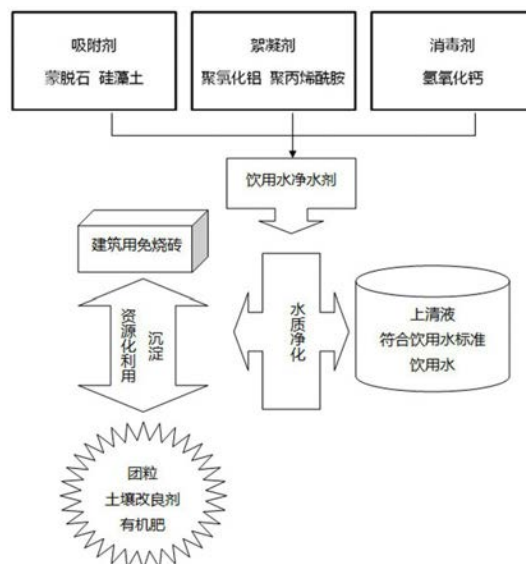 吸附剂
蒙脱石 硅藻土
絮凝剂
聚氯化铝 聚丙烯酰胺
消毒剂
氢氧化钙
饮用水净水剂
建筑用免烧砖
资源化利用
沉淀
水质净化
上清液
符合饮用水标准
饮用水
团粒
土壤改良剂
有机肥